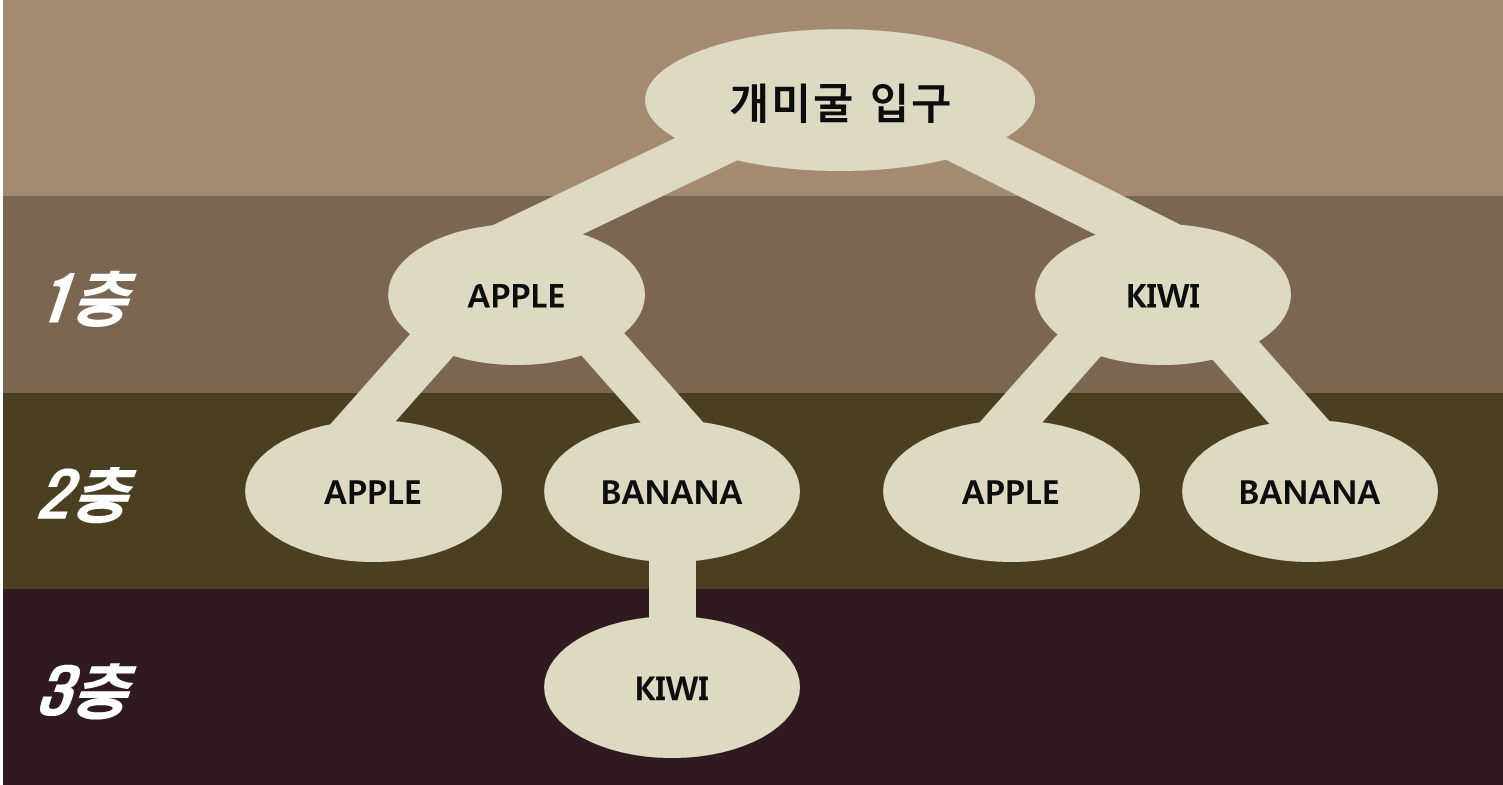 개미굴 입구
1층
APPLE
KIWI
2층
APPLE
BANANA
APPLE
BANANA
3층
KIWI